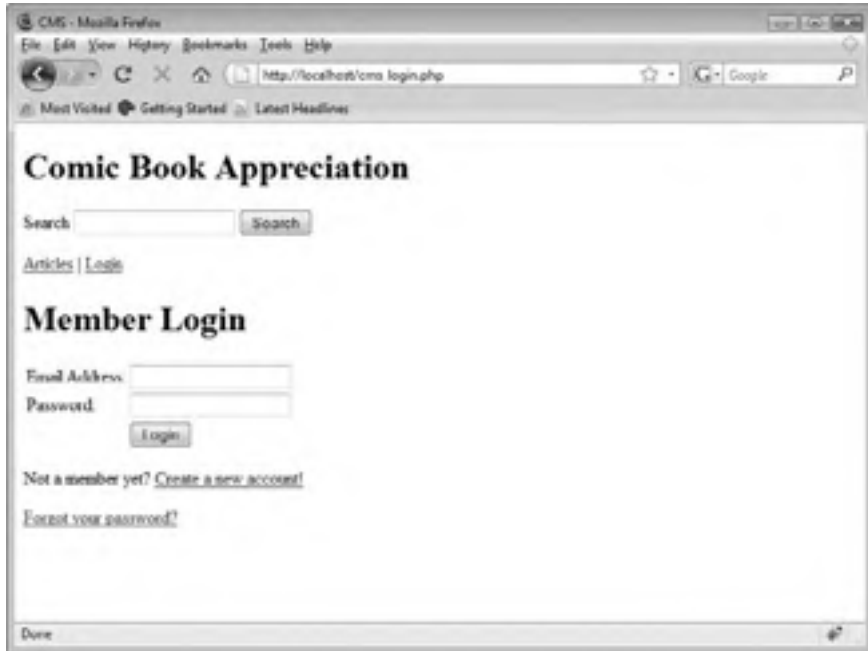 CMS - Mozilla Firefox
File Edit View History Bookmarks Tools Help
http://localhost/cms_login.php
Google
Most Visited Getting Started Latest Headlines
Comic Book Appreciation
Search Search
Articles | Login
Member Login
Email Address
Password
Login
Not a member yet? Create a new account!
Forgot your password?
Done